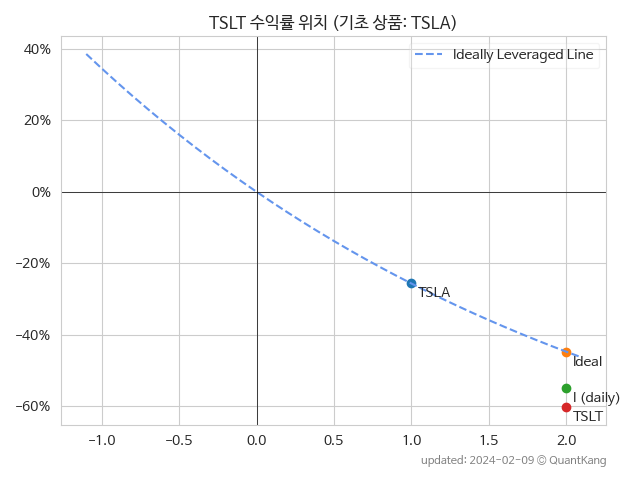 TSLT 수익률 위치 (기초 상품: TSLA)
Ideally Leveraged Line
40%
20%
0%
−20%
−40%
−60%
TSLA
Ideal
I (daily)
TSLT
−1.0
−0.5
0.0
0.5
1.0
1.5
2.0
updated: 2024-02-09 © QuantKang